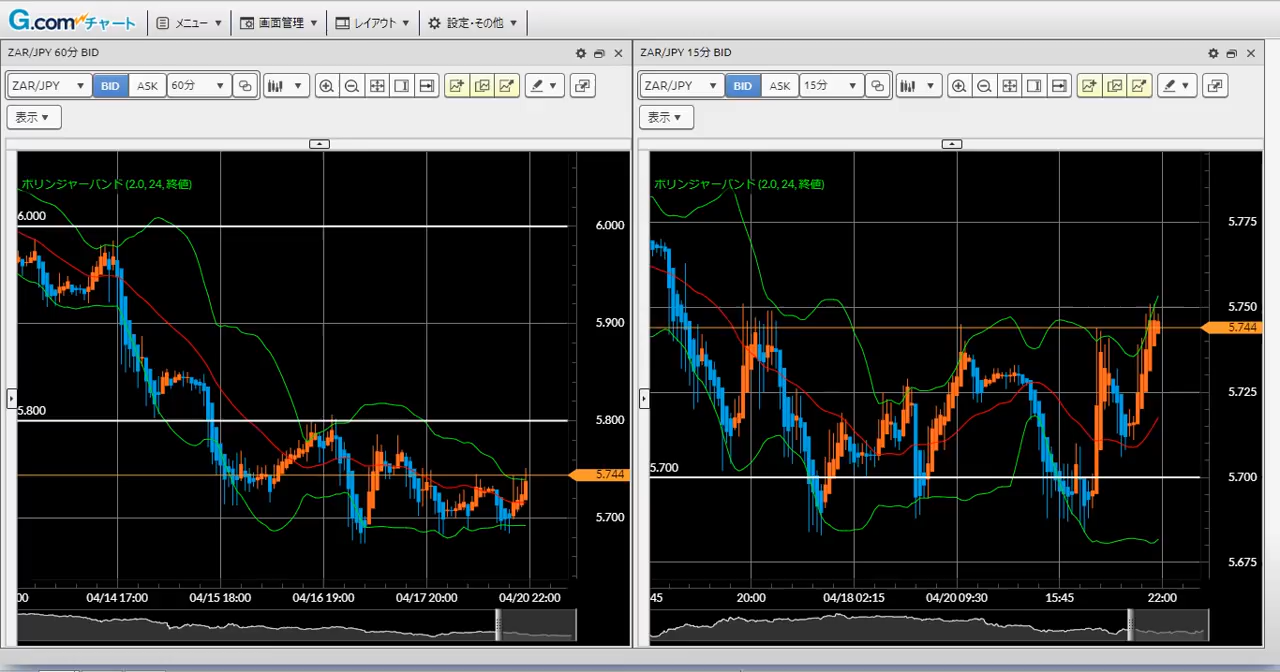 G.comチャート メニュー ▼ 画面管理 ▼ レイアウト ▼ 設定・その他 ▼
ZAR/JPY 60分 BID
ZAR/JPY ▼ BID ASK 60分 ▼
表示 ▼
ボリンジャーバンド (2.0, 24, 終値)
6.000
6.000
5.900
5.800
5.800
5.744
5.700
00 04/14 17:00 04/15 18:00 04/16 19:00 04/17 20:00 04/20 22:00
ZAR/JPY 15分 BID
ZAR/JPY ▼ BID ASK 15分 ▼
表示 ▼
ボリンジャーバンド (2.0, 24, 終値)
5.775
5.750
5.744
5.725
5.700
5.700
5.675
45 20:00 04/18 02:15 04/20 09:30 15:45 22:00